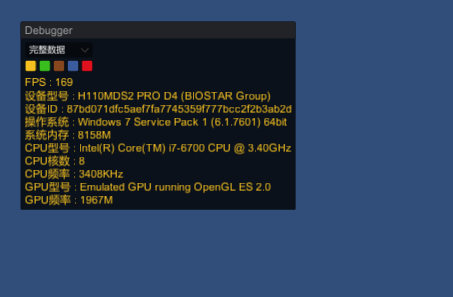 Debugger
完整数据
FPS : 169
设备型号 : H110MDS2 PRO D4 (BIOSTAR Group)
设备ID : 87bd071dfc5aef7fa7745359f777bcc2f2b3ab2d
操作系统 : Windows 7 Service Pack 1 (6.1.7601) 64bit
系统内存 : 8158M
CPU型号 : Intel(R) Core(TM) i7-6700 CPU @ 3.40GHz
CPU核数 : 8
CPU频率 : 3408KHz
GPU型号 : Emulated GPU running OpenGL ES 2.0
GPU频率 : 1967M